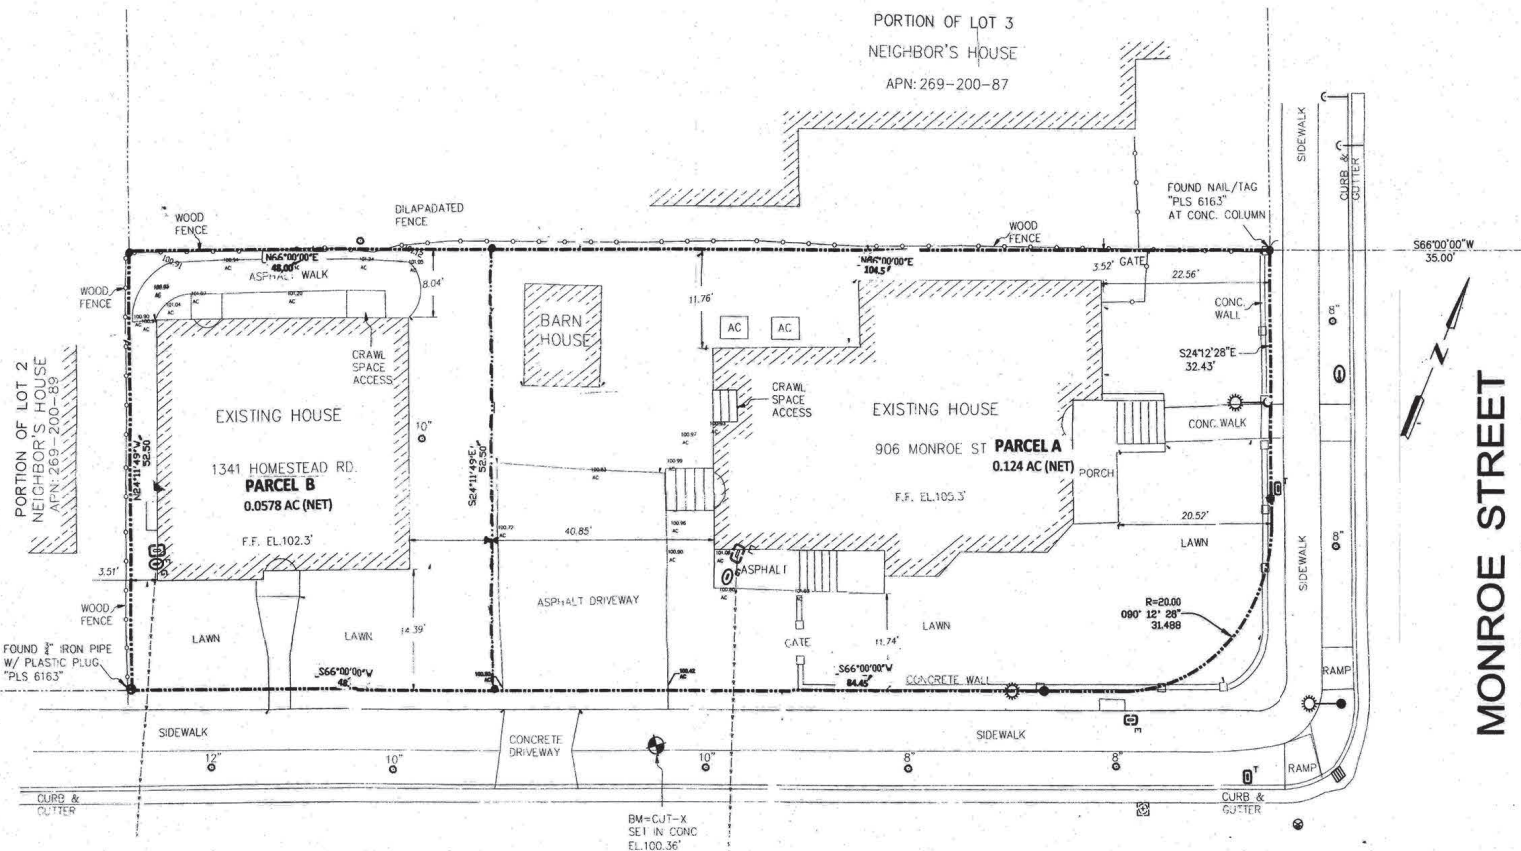 PORTION OF LOT 3
NEIGHBOR'S HOUSE
APN: 269-200-87
SIDEWALK
CURB &
GUTTER
FOUND NAIL/TAG
"PLS 6163"
AT CONC. COLUMN
WOOD
FENCE
DILAPADATED
FENCE
WOOD
FENCE
S66°00'00"W
35.00'
N66°00'00"E
48.00'
ASPHALT WALK
8.04'
N66°00'00"E
104.5'
3.52'
GATE
22.56'
WOOD
FENCE
11.76'
CONC.
WALL
BARN
HOUSE
AC
AC
8"
CRAWL
SPACE
ACCESS
S24°12'28"E
32.43'
PORTION OF LOT 2
NEIGHBOR'S HOUSE
APN: 269-200-89
CRAWL
SPACE
ACCESS
EXISTING HOUSE
EXISTING HOUSE
10"
CONC. WALK
N24°11'49"W
52.50
1341 HOMESTEAD RD.
PARCEL B
0.0578 AC (NET)
S24°11'49"E
52.50'
906 MONROE ST PARCEL A
0.124 AC (NET)
PORCH
MONROE STREET
N
F.F. EL.105.3'
20.52'
F.F. EL.102.3'
40.85'
LAWN
8"
3.51'
ASPHALT
SIDEWALK
WOOD
FENCE
ASPHALT DRIVEWAY
R=20.00
090° 12' 28"
31.488
LAWN
LAWN
14.39'
GATE
11.74'
LAWN
FOUND ¾" IRON PIPE
W/ PLASTIC PLUG
"PLS 6163"
S66°00'00"W
48'
S66°00'00"W
84.45'
CONCRETE WALL
RAMP
SIDEWALK
CONCRETE
DRIVEWAY
SIDEWALK
12"
10"
10"
8"
8"
E
T
RAMP
CURB &
GUTTER
CURB &
GUTTER
BM=CUT-X
SET IN CONC
EL.100.36'